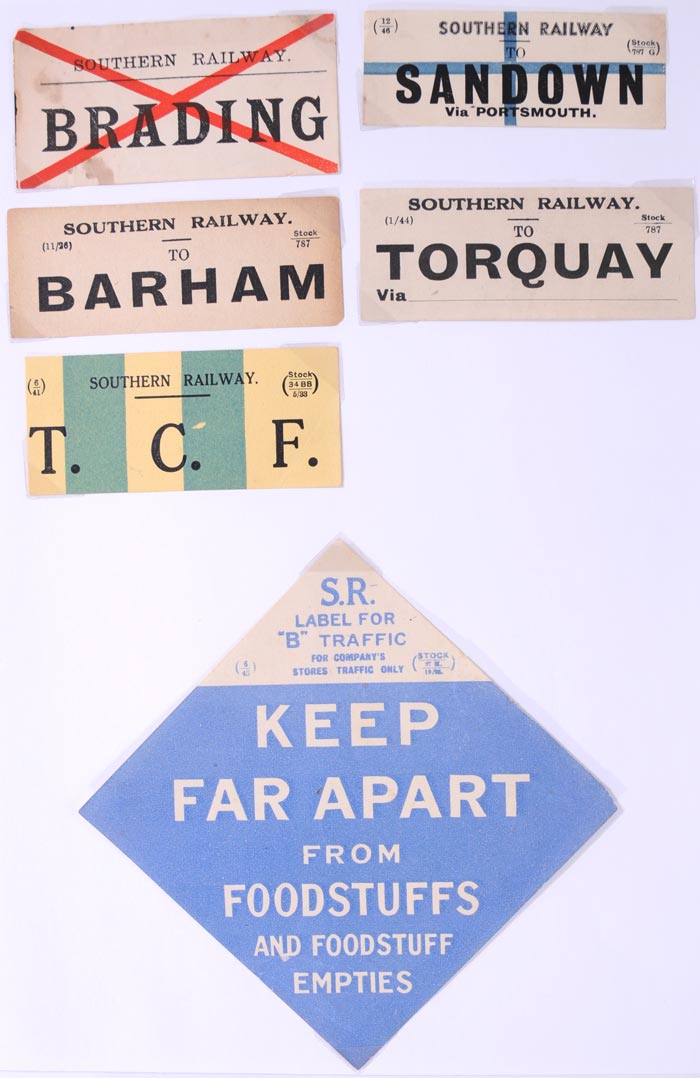 SOUTHERN RAILWAY.
BRADING
(12/46)
SOUTHERN RAILWAY
(Stock 787 G)
TO
SANDOWN
Via PORTSMOUTH.
SOUTHERN RAILWAY.
(11/26)
TO
Stock
787
BARHAM
SOUTHERN RAILWAY.
(1/44)
TO
Stock
787
TORQUAY
Via
(6/41)
SOUTHERN RAILWAY.
(Stock 34 BB 5/33)
T. C. F.
S.R.
LABEL FOR
"B" TRAFFIC
FOR COMPANY'S
STORES TRAFFIC ONLY
STOCK
KEEP
FAR APART
FROM
FOODSTUFFS
AND FOODSTUFF
EMPTIES